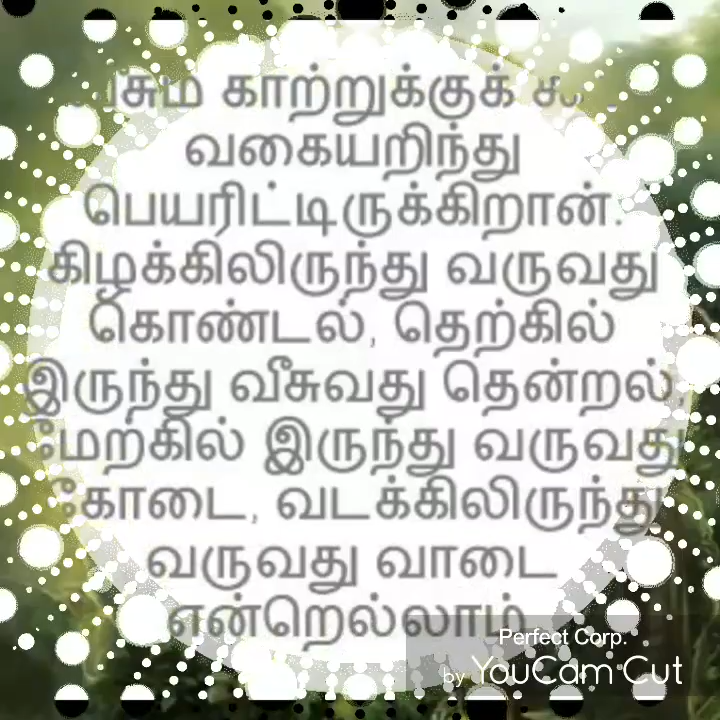 காற்றுக்குக்
வகையறிந்து
பெயரிட்டிருக்கிறான்.
கிழக்கிலிருந்து வருவது
கொண்டல், தெற்கில்
இருந்து வீசுவது தென்றல்,
மேற்கில் இருந்து வருவது
கோடை, வடக்கிலிருந்து
வருவது வாடை
என்றெல்லாம்
Perfect Corp.
by YouCam Cut